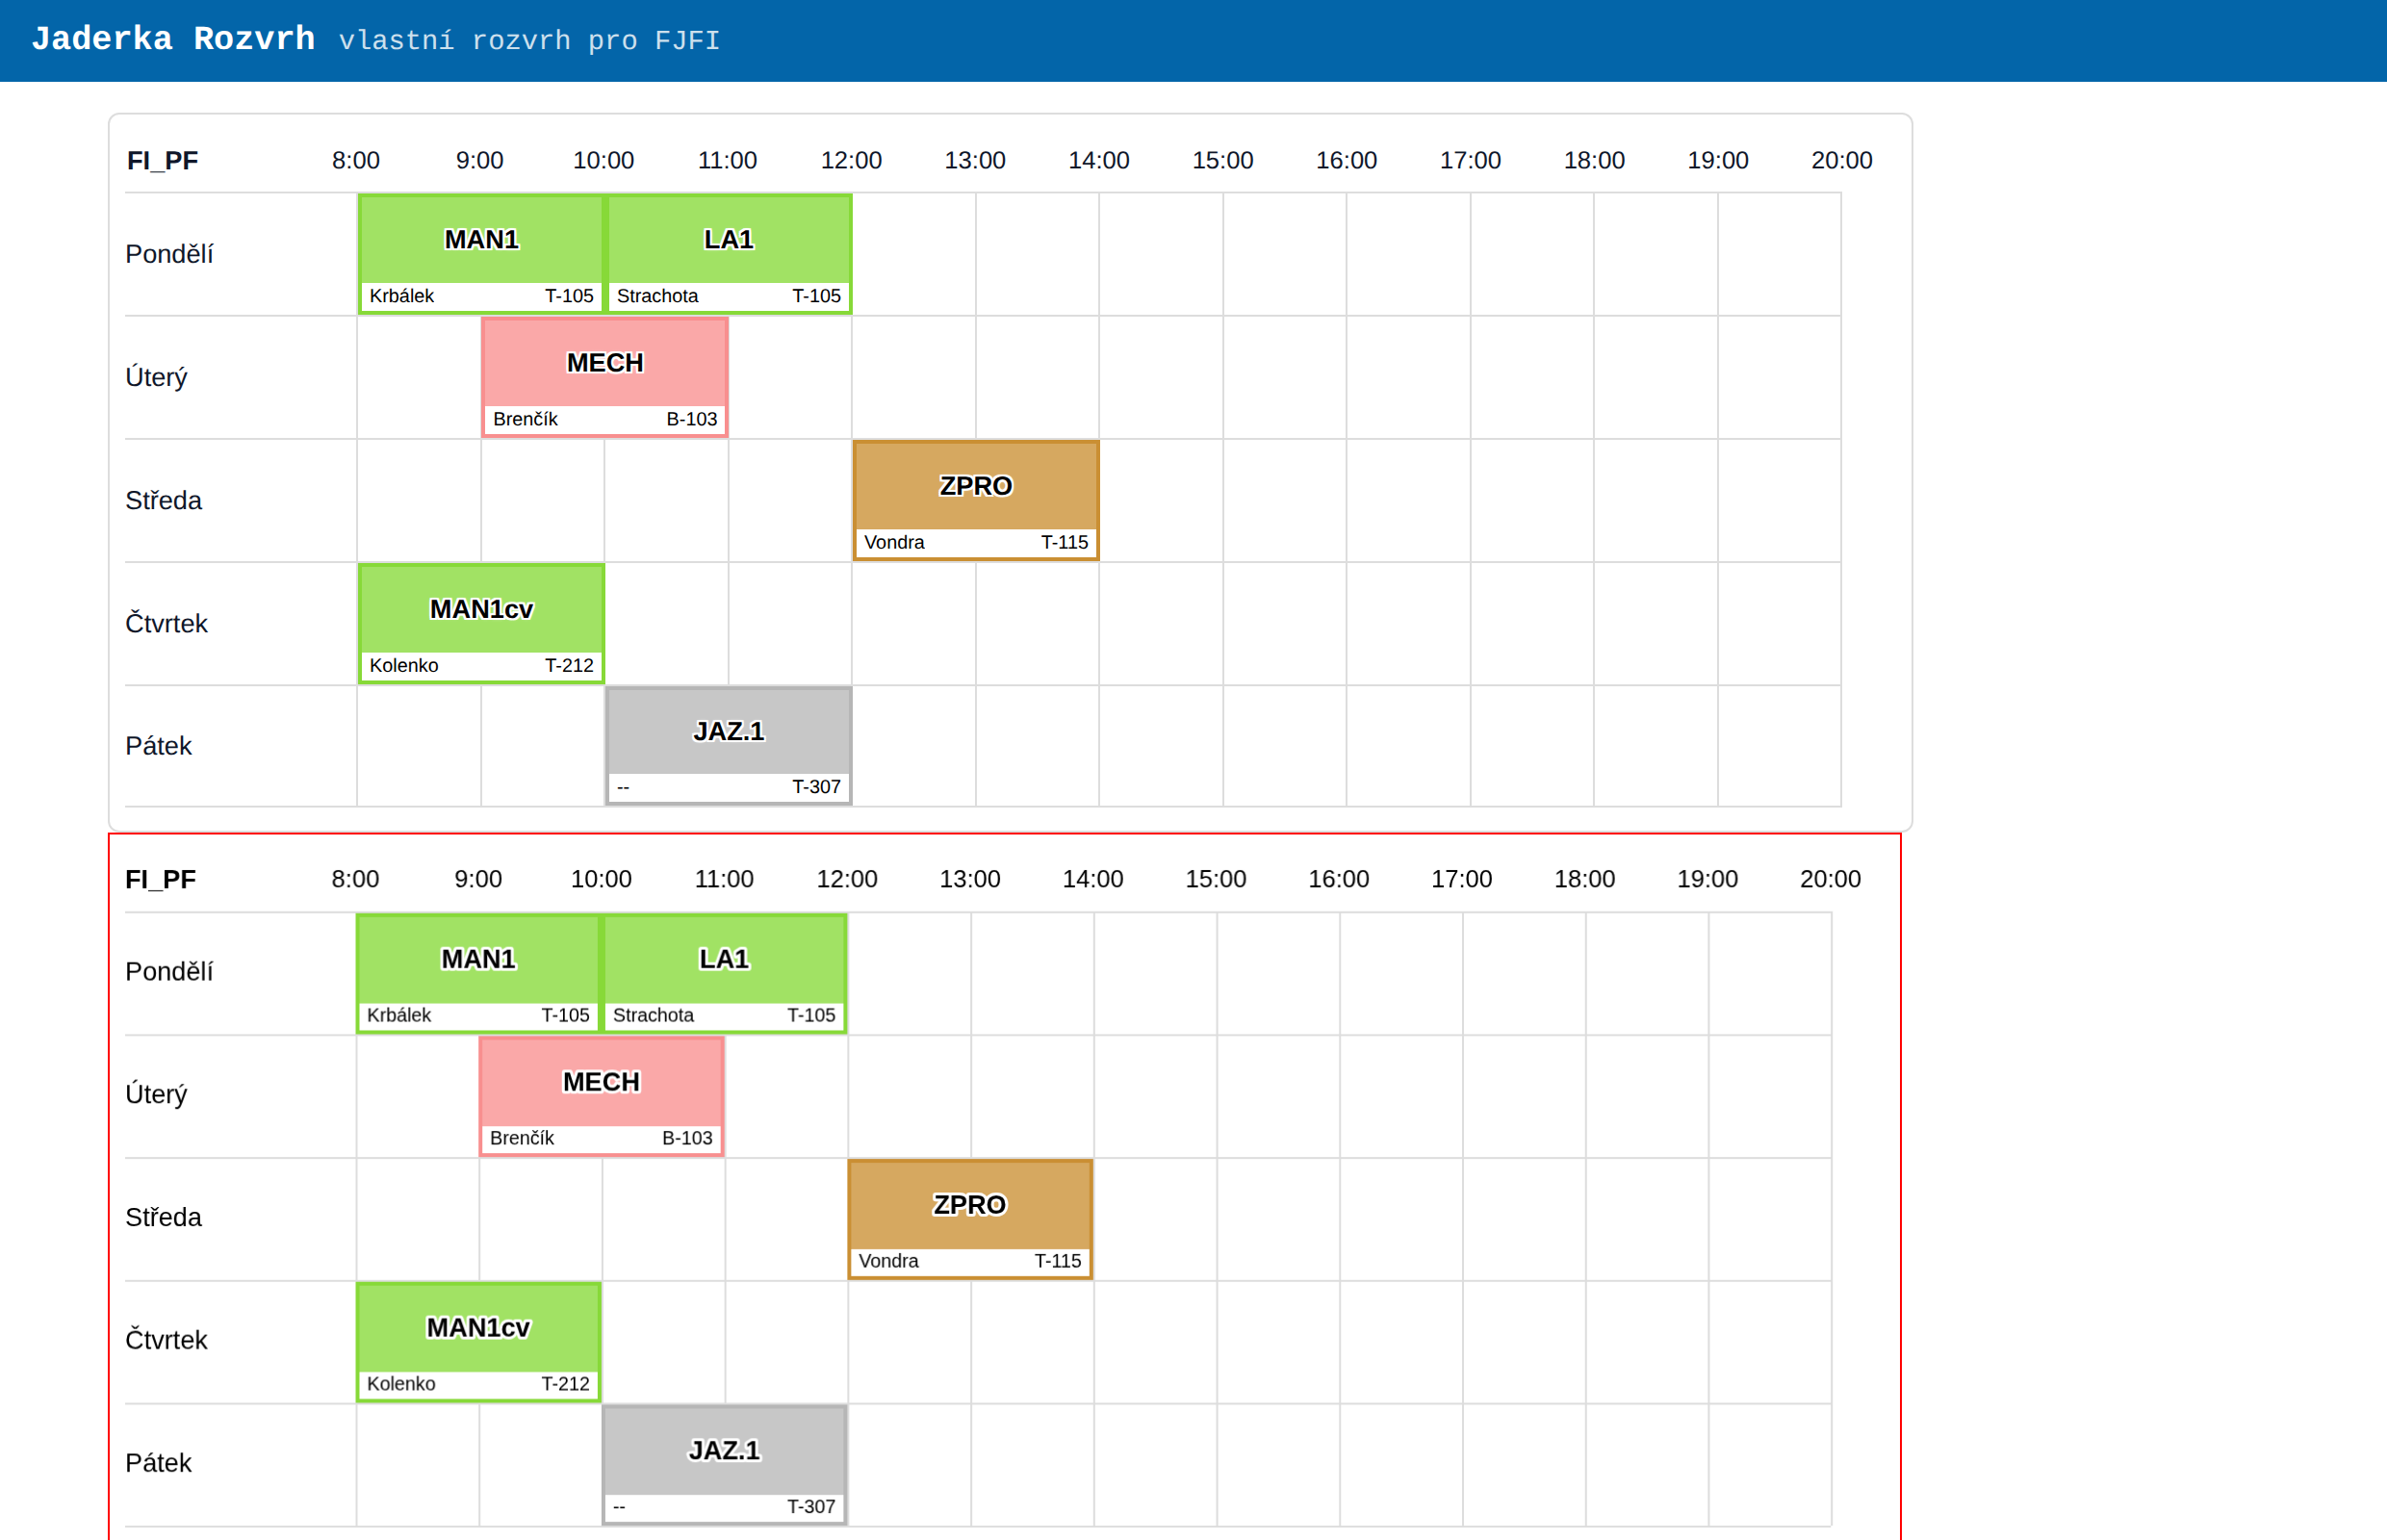 Jaderka Rozvrh vlastní rozvrh pro FJFI
FI_PF 8:00 9:00 10:00 11:00 12:00 13:00 14:00 15:00 16:00 17:00 18:00 19:00 20:00
Pondělí
MAN1 LA1
Krbálek T-105 Strachota T-105
Úterý
MECH
Brenčík B-103
Středa
ZPRO
Vondra T-115
Čtvrtek
MAN1cv
Kolenko T-212
Pátek
JAZ.1
-- T-307
FI_PF 8:00 9:00 10:00 11:00 12:00 13:00 14:00 15:00 16:00 17:00 18:00 19:00 20:00
Pondělí
MAN1 LA1
Krbálek T-105 Strachota T-105
Úterý
MECH
Brenčík B-103
Středa
ZPRO
Vondra T-115
Čtvrtek
MAN1cv
Kolenko T-212
Pátek
JAZ.1
-- T-307